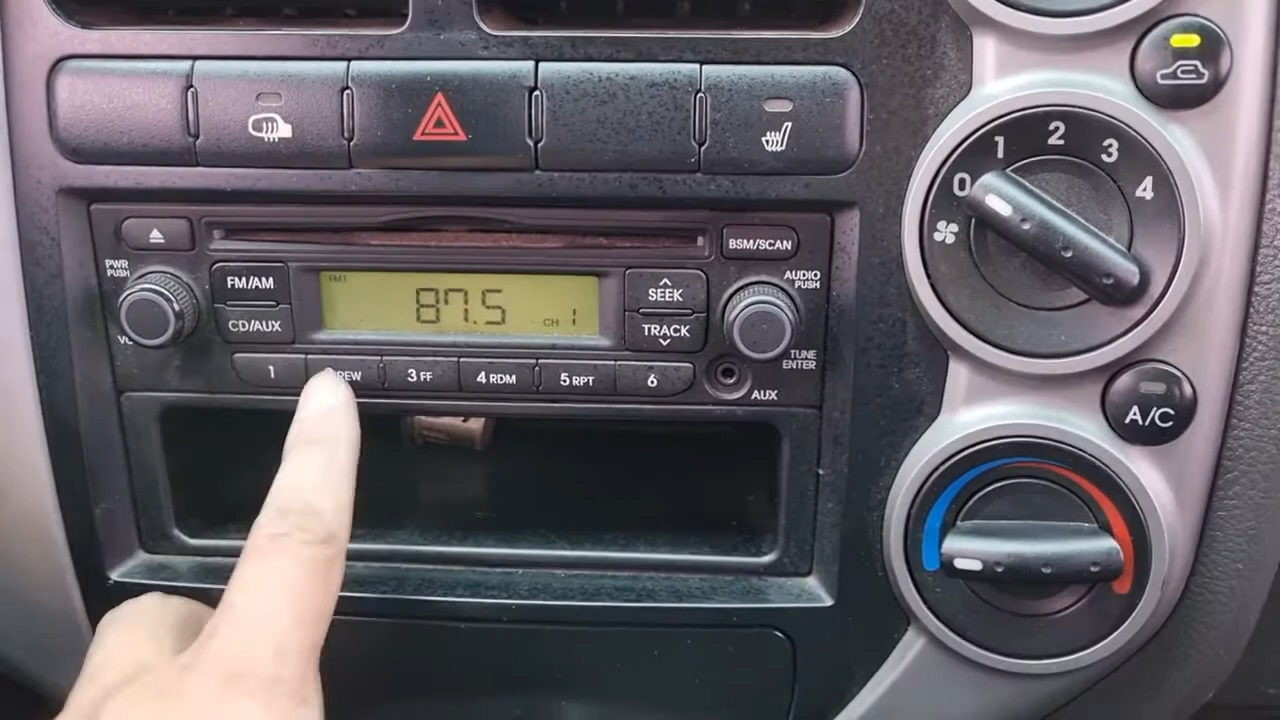 0 1 2 3 4
BSM/SCAN
PWR
PUSH
FM/AM
CD/AUX
FM1
87.5
CH 1
SEEK
TRACK
AUDIO
PUSH
TUNE
ENTER
1
REW
3 FF
4 RDM
5 RPT
6
AUX
A/C